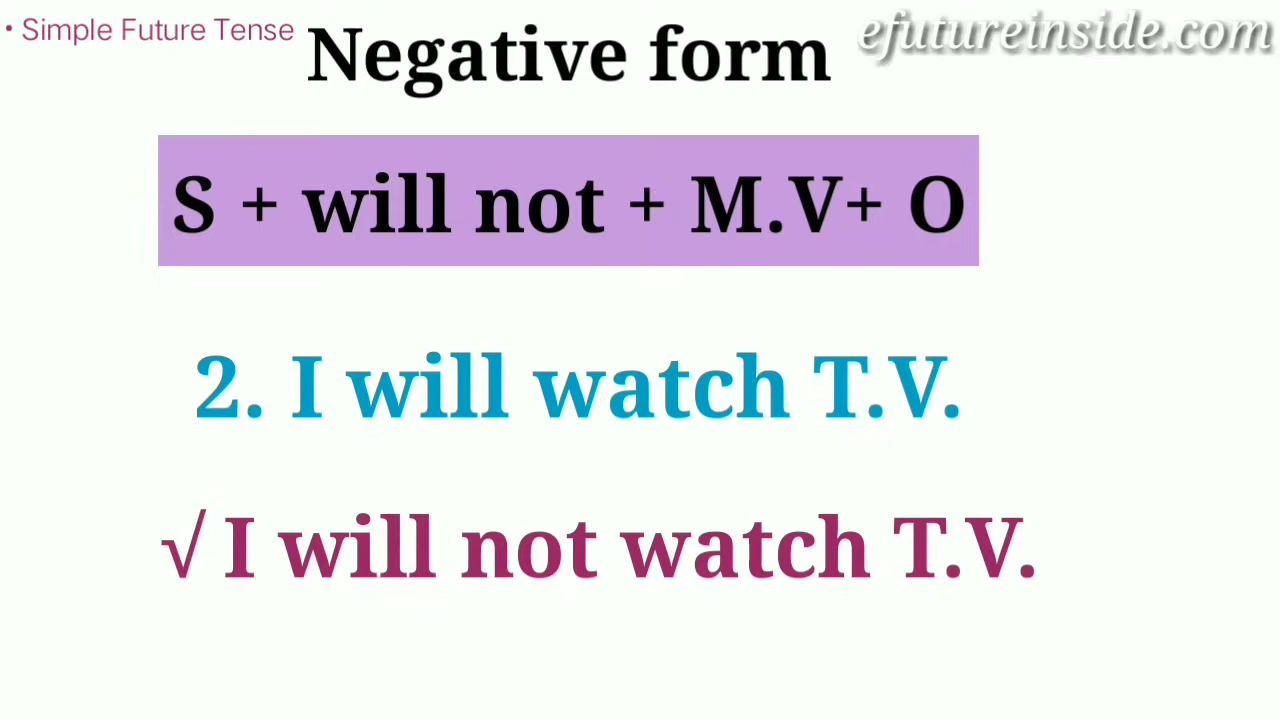 • Simple Future Tense
Negative form
efutureinside.com
S + will not + M.V+ O
2. I will watch T.V.
√ I will not watch T.V.